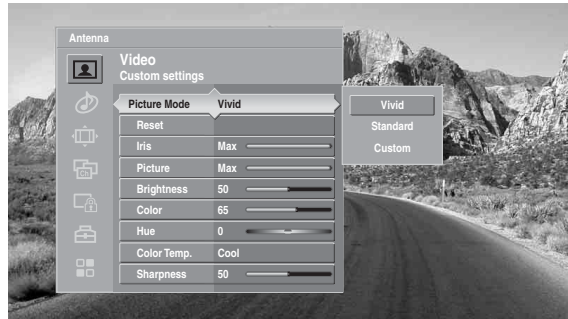 Antenna
Video
Custom settings
Picture Mode Vivid
Reset
Iris Max
Picture Max
Brightness 50
Color 65
Hue 0
Color Temp. Cool
Sharpness 50
Vivid
Standard
Custom
Ch